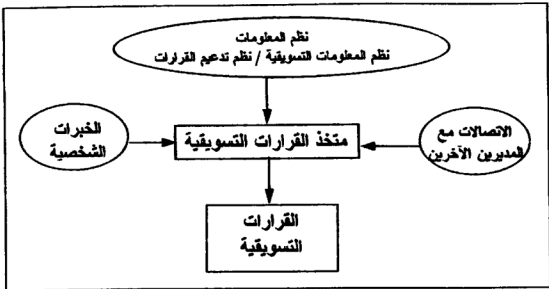 نظم المعلومات
نظم المعلومات التسويقية / نظم تدعيم القرارات
الاتصالات مع
المديرين الآخرين
متخذ القرارات التسويقية
الخبرات
الشخصية
القرارات
التسويقية